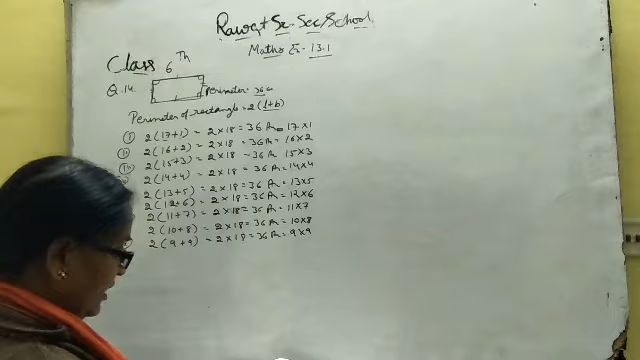 Rawat Sr. Sec School
Maths Ex- 13.1
Class 6 Th
Q.14.
Perimeter = 36
Perimeter of rectangle = 2(l+b)
(I) 2(17+1) = 2×18 = 36 = 17×1
(II) 2(16+2) = 2×18 = 36 = 16×2
(III) 2(15+3) = 2×18 = 36 15×3
2(14+4) = 2×18 = 36 = 14×4
2(13+5) = 2×18 = 36 = 13×5
2(12+6) = 2×18 = 36 = 12×6
2(11+7) = 2×18 = 36 = 11×7
2(10+8) = 2×18 = 36 = 10×8
2(9+9) = 2×18 = 36 = 9×9